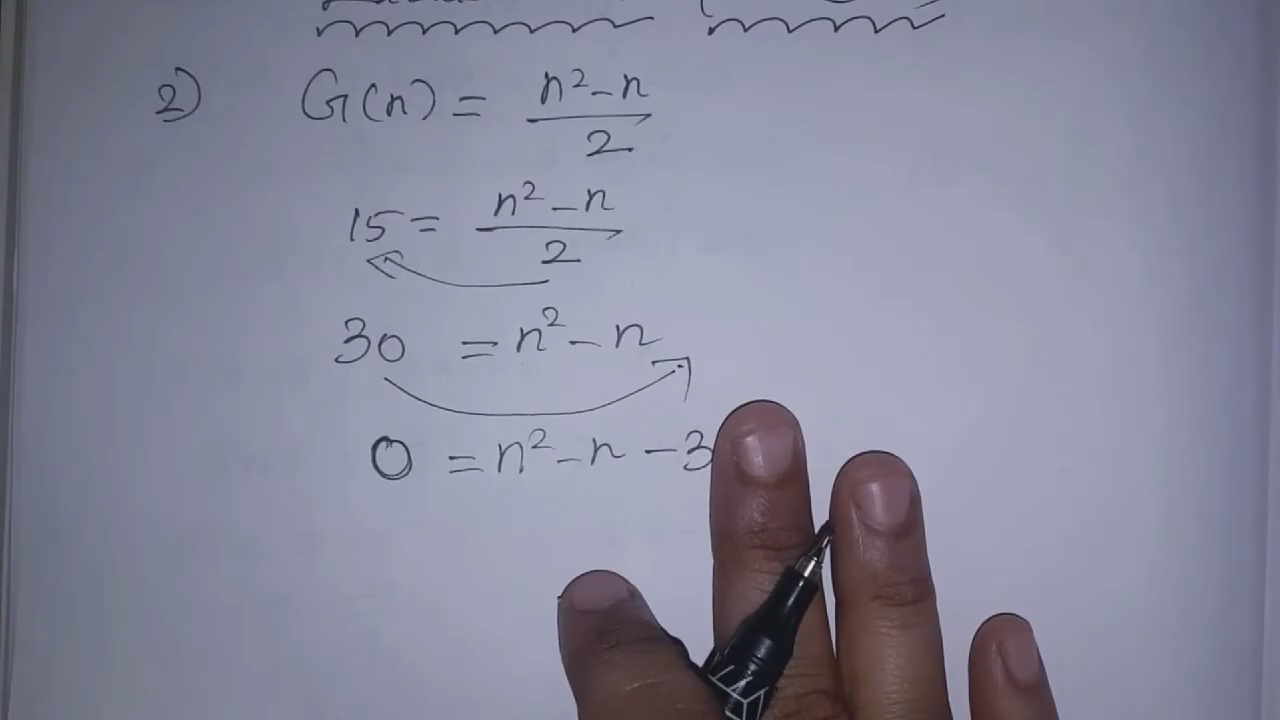 2) G(n) = n² - n / 2
15 = n² - n / 2
30 = n² - n
0 = n² - n - 3